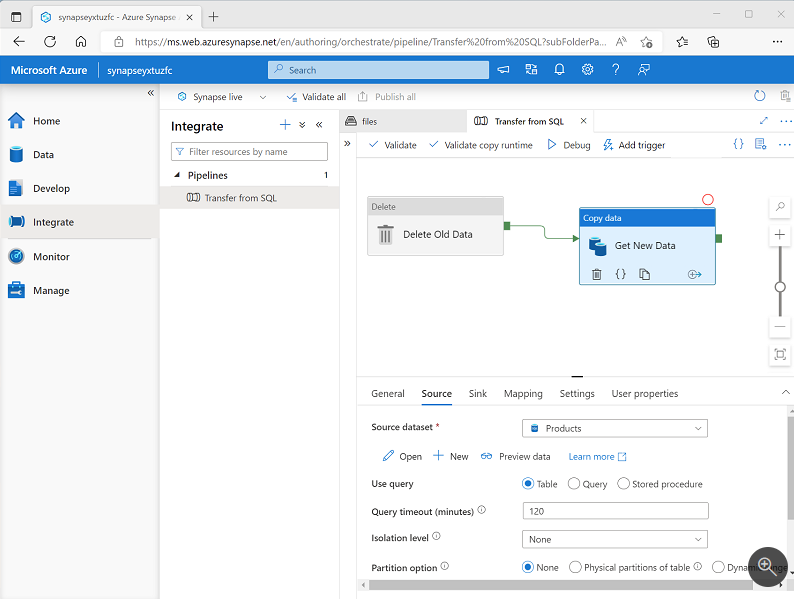 synapseyxtuzfc - Azure Synapse
https://ms.web.azuresynapse.net/en/authoring/orchestrate/pipeline/Transfer%20from%20SQL?subFolderPa...
Microsoft Azure synapseyxtuzfc Search
Synapse live Validate all Publish all
Home
Data
Develop
Integrate
Monitor
Manage
Integrate
Filter resources by name
Pipelines 1
Transfer from SQL
files Transfer from SQL
Validate Validate copy runtime Debug Add trigger
Delete
Delete Old Data
Copy data
Get New Data
General Source Sink Mapping Settings User properties
Source dataset * Products
Open New Preview data Learn more
Use query Table Query Stored procedure
Query timeout (minutes) 120
Isolation level None
Partition option None Physical partitions of table